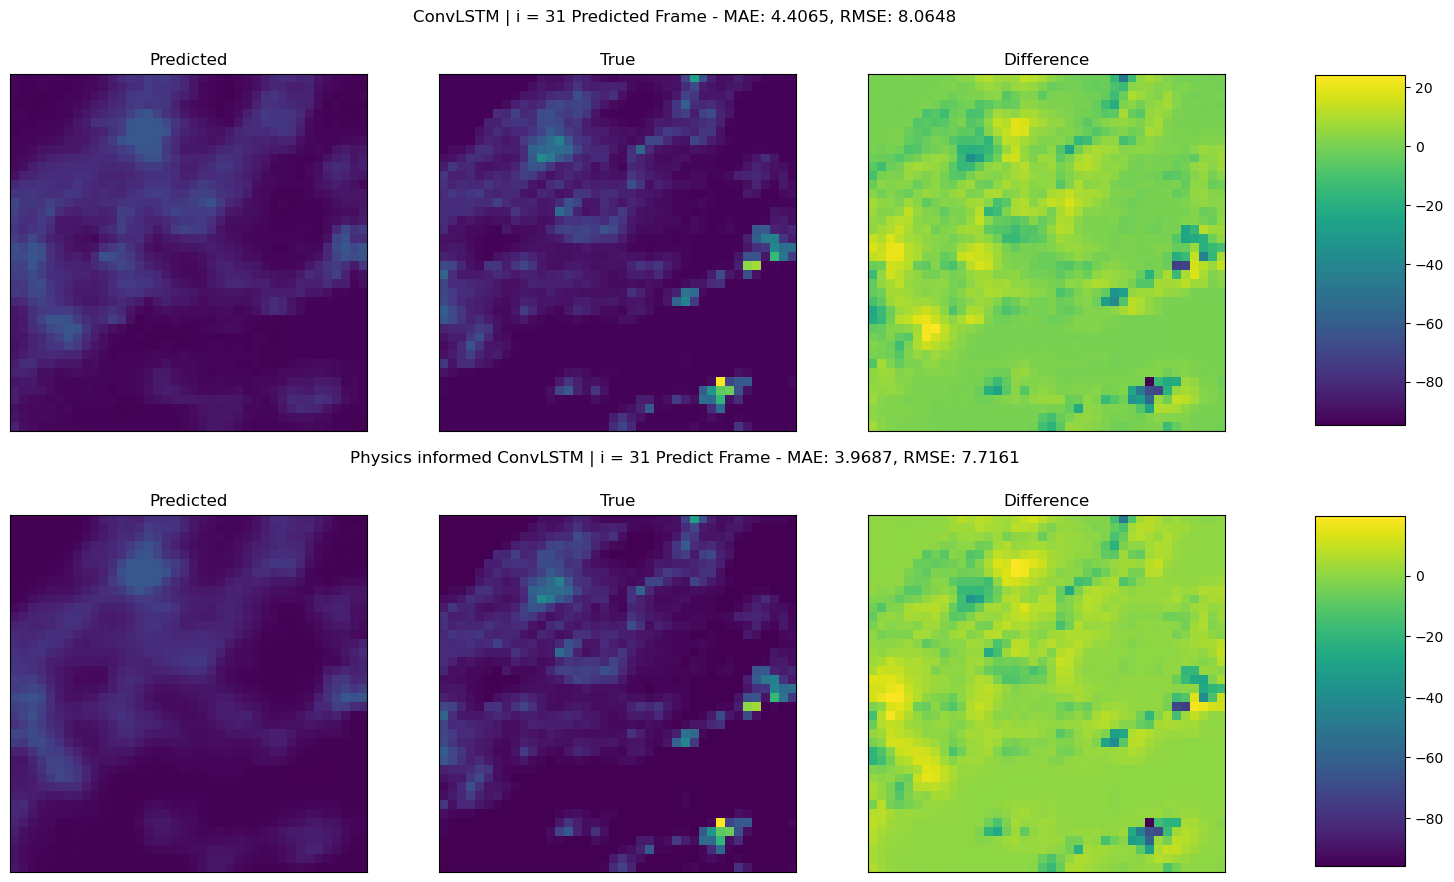 ConvLSTM | i = 31 Predicted Frame - MAE: 4.4065, RMSE: 8.0648
Predicted
True
Difference
20
0
−20
−40
−60
−80
Physics informed ConvLSTM | i = 31 Predict Frame - MAE: 3.9687, RMSE: 7.7161
Predicted
True
Difference
0
−20
−40
−60
−80